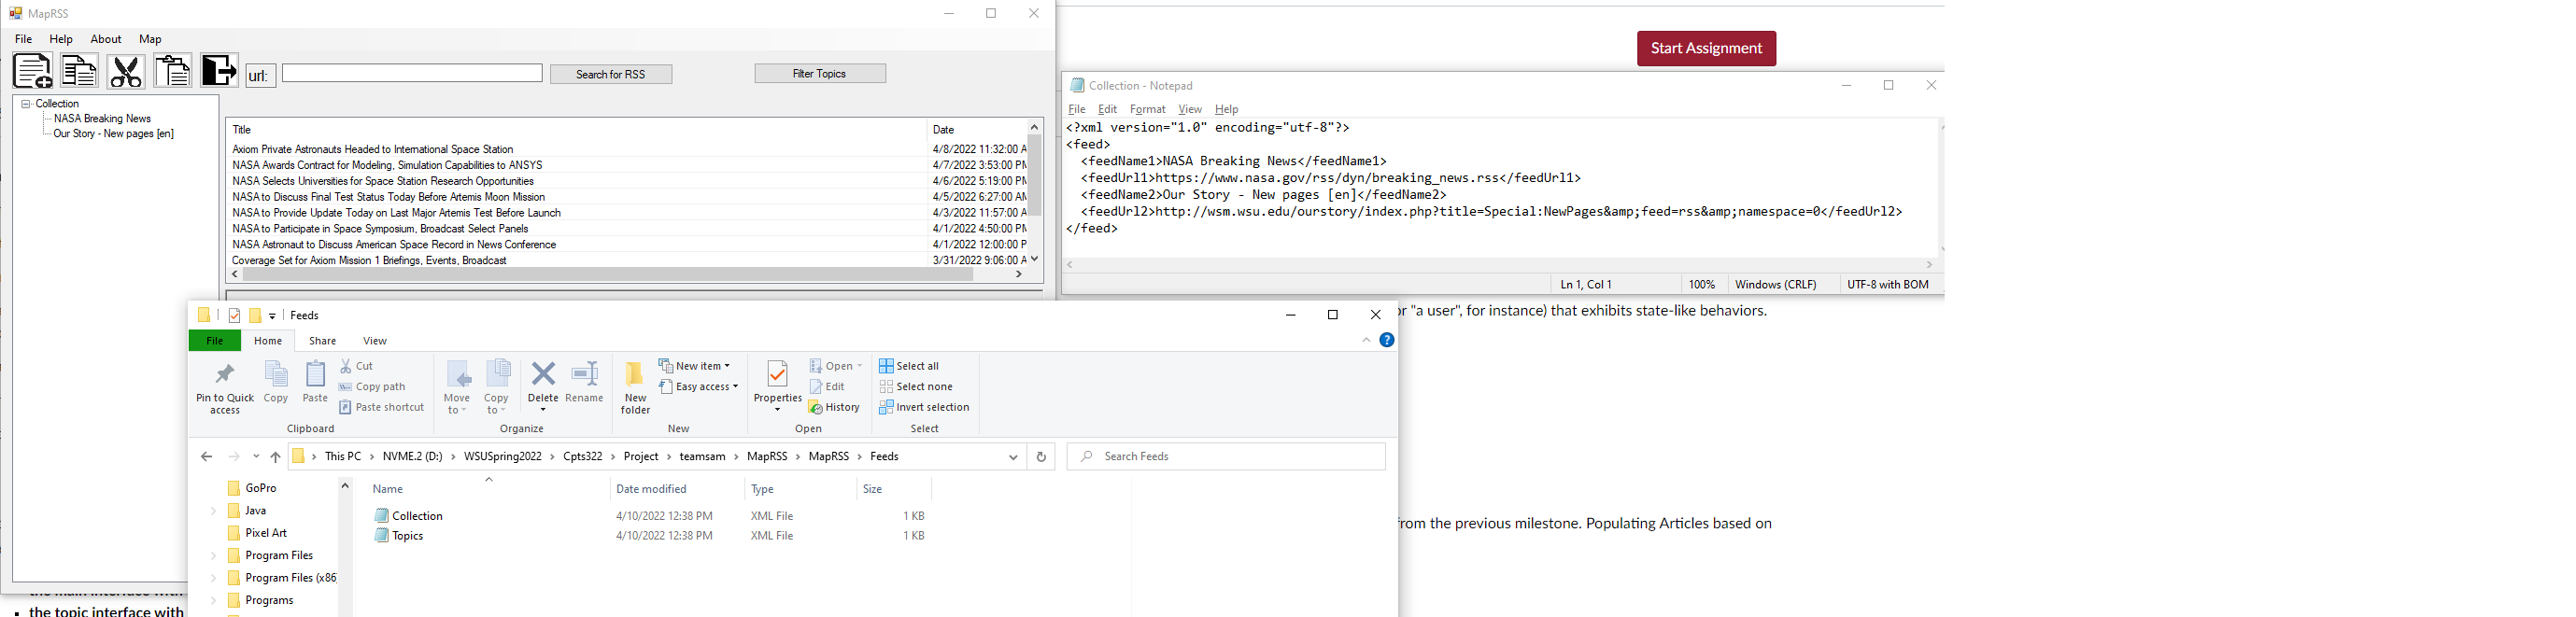 MapRSS
File Help About Map
url: Search for RSS Filter Topics
Collection
NASA Breaking News
Our Story - New pages [en]
Title Date
Axiom Private Astronauts Headed to International Space Station 4/8/2022 11:32:00 A
NASA Awards Contract for Modeling, Simulation Capabilities to ANSYS 4/7/2022 3:53:00 PM
NASA Selects Universities for Space Station Research Opportunities 4/6/2022 5:19:00 PM
NASA to Discuss Final Test Status Today Before Artemis Moon Mission 4/5/2022 6:27:00 AM
NASA to Provide Update Today on Last Major Artemis Test Before Launch 4/3/2022 11:57:00 A
NASA to Participate in Space Symposium, Broadcast Select Panels 4/1/2022 4:50:00 PM
NASA Astronaut to Discuss American Space Record in News Conference 4/1/2022 12:00:00 P
Coverage Set for Axiom Mission 1 Briefings, Events, Broadcast 3/31/2022 9:06:00 A
Start Assignment
Collection - Notepad
File Edit Format View Help
<?xml version="1.0" encoding="utf-8"?>
<feed>
<feedName1>NASA Breaking News</feedName1>
<feedUrl1>https://www.nasa.gov/rss/dyn/breaking_news.rss</feedUrl1>
<feedName2>Our Story - New pages [en]</feedName2>
<feedUrl2>http://wsm.wsu.edu/ourstory/index.php?title=Special:NewPages&amp;feed=rss&amp;namespace=0</feedUrl2>
</feed>
Ln 1, Col 1 100% Windows (CRLF) UTF-8 with BOM
or "a user", for instance) that exhibits state-like behaviors.
Feeds
File Home Share View
Pin to Quick access
Copy
Paste
Cut
Copy path
Paste shortcut
Clipboard
Move to
Copy to
Delete
Rename
Organize
New folder
New item
Easy access
New
Properties
Open
Edit
History
Open
Select all
Select none
Invert selection
Select
This PC > NVME.2 (D:) > WSUSpring2022 > Cpts322 > Project > teamsam > MapRSS > MapRSS > Feeds
Search Feeds
GoPro
Java
Pixel Art
Program Files
Program Files (x86)
Programs
Name Date modified Type Size
Collection 4/10/2022 12:38 PM XML File 1 KB
Topics 4/10/2022 12:38 PM XML File 1 KB
from the previous milestone. Populating Articles based on
the main interface with
the topic interface with